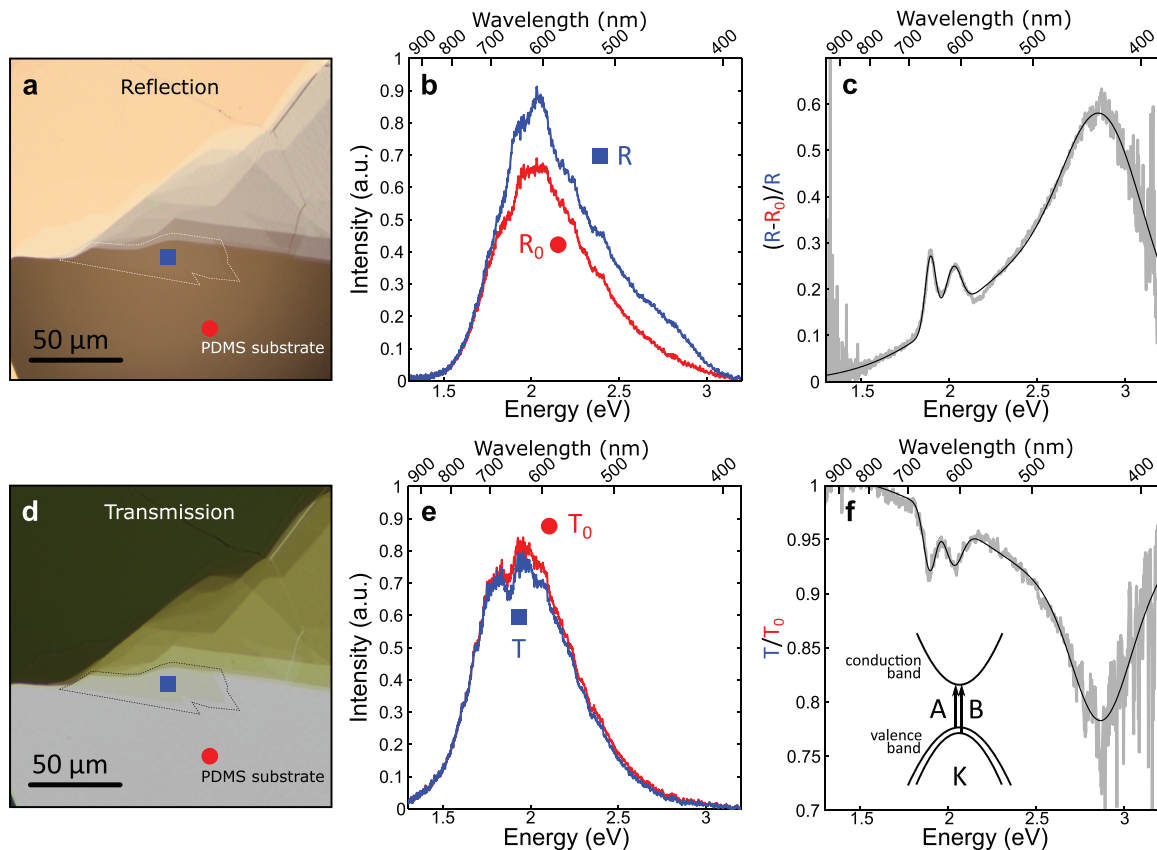 a
Reflection
50 μm
PDMS substrate
Wavelength (nm)
900 800 700 600 500 400
b
R
R0
Intensity (a.u.)
1
0.9
0.8
0.7
0.6
0.5
0.4
0.3
0.2
0.1
0
1.5 2 2.5 3
Energy (eV)
Wavelength (nm)
900 800 700 600 500 400
c
(R-R0)/R
0.6
0.5
0.4
0.3
0.2
0.1
0
1.5 2 2.5 3
Energy (eV)
d
Transmission
50 μm
PDMS substrate
Wavelength (nm)
900 800 700 600 500 400
e
T0
T
Intensity (a.u.)
1
0.9
0.8
0.7
0.6
0.5
0.4
0.3
0.2
0.1
0
1.5 2 2.5 3
Energy (eV)
Wavelength (nm)
900 800 700 600 500 400
f
T/T0
1
0.95
0.9
0.85
0.8
0.75
0.7
conduction
band
A B
valence
band
K
1.5 2 2.5 3
Energy (eV)